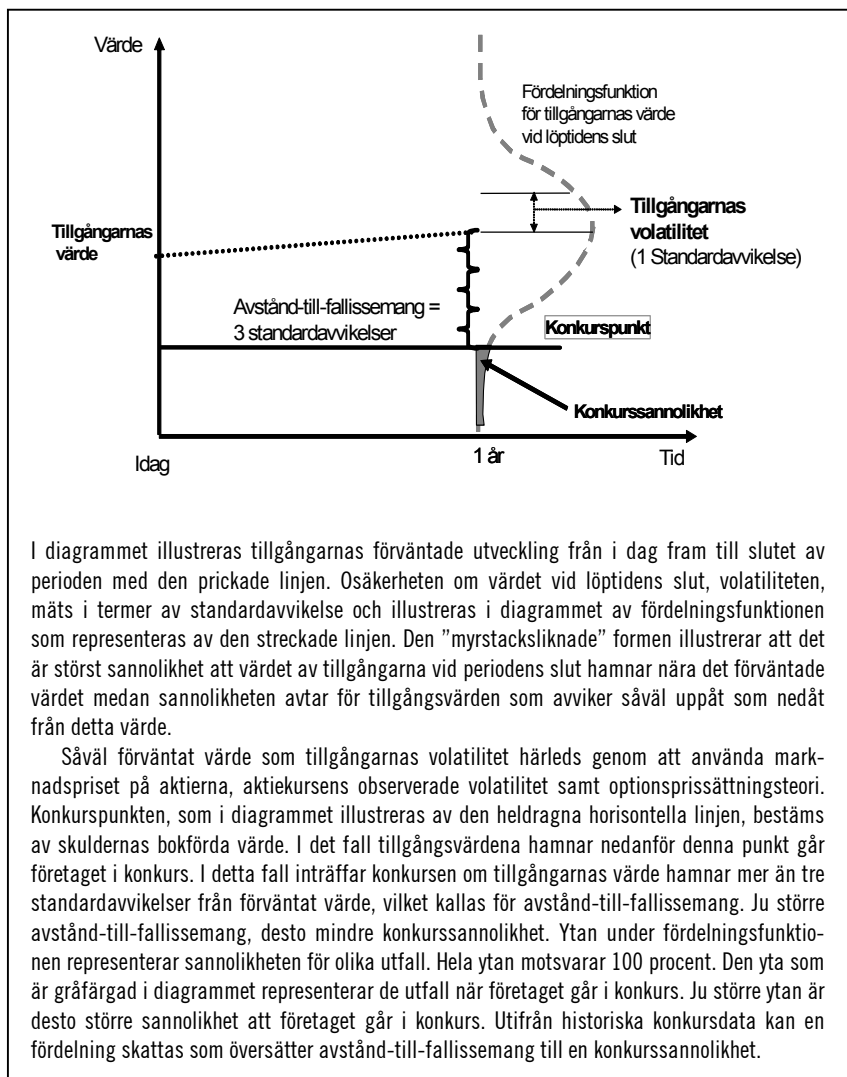 Värde
Fördelningsfunktion
för tillgångarnas värde
vid löptidens slut
Tillgångarnas
värde
Tillgångarnas
volatilitet
(1 Standardavvikelse)
Avstånd-till-fallissemang =
3 standardavvikelser
Konkurspunkt
Konkurssannolikhet
Idag
1 år
Tid
I diagrammet illustreras tillgångarnas förväntade utveckling från i dag fram till slutet av
perioden med den prickade linjen. Osäkerheten om värdet vid löptidens slut, volatiliteten,
mäts i termer av standardavvikelse och illustreras i diagrammet av fördelningsfunktionen
som representeras av den streckade linjen. Den ”myrstacksliknade” formen illustrerar att det
är störst sannolikhet att värdet av tillgångarna vid periodens slut hamnar nära det förväntade
värdet medan sannolikheten avtar för tillgångsvärden som avviker såväl uppåt som nedåt
från detta värde.
Såväl förväntat värde som tillgångarnas volatilitet härleds genom att använda mark-
nadspriset på aktierna, aktiekursens observerade volatilitet samt optionsprissättningsteori.
Konkurspunkten, som i diagrammet illustreras av den heldragna horisontella linjen, bestäms
av skuldernas bokförda värde. I det fall tillgångsvärdena hamnar nedanför denna punkt går
företaget i konkurs. I detta fall inträffar konkursen om tillgångarnas värde hamnar mer än tre
standardavvikelser från förväntat värde, vilket kallas för avstånd-till-fallissemang. Ju större
avstånd-till-fallissemang, desto mindre konkurssannolikhet. Ytan under fördelningsfunktio-
nen representerar sannolikheten för olika utfall. Hela ytan motsvarar 100 procent. Den yta som
är gråfärgad i diagrammet representerar de utfall när företaget går i konkurs. Ju större ytan är
desto större sannolikhet att företaget går i konkurs. Utifrån historiska konkursdata kan en
fördelning skattas som översätter avstånd-till-fallissemang till en konkurssannolikhet.